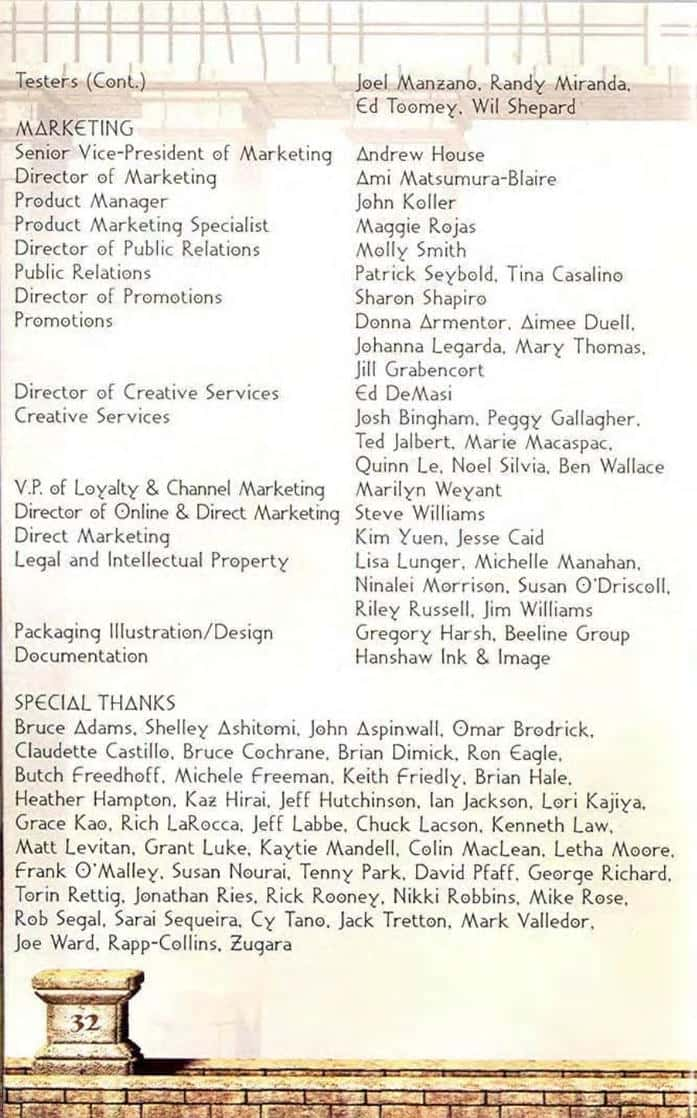 Testers (Cont.) Joel Manzano, Randy Miranda,
Ed Toomey, Wil Shepard
MARKETING
Senior Vice-President of Marketing Andrew House
Director of Marketing Ami Matsumura-Blaire
Product Manager John Koller
Product Marketing Specialist Maggie Rojas
Director of Public Relations Molly Smith
Public Relations Patrick Seybold, Tina Casalino
Director of Promotions Sharon Shapiro
Promotions Donna Armentor, Aimee Duell,
Johanna Legarda, Mary Thomas,
Jill Grabencort
Director of Creative Services Ed DeMasi
Creative Services Josh Bingham, Peggy Gallagher,
Ted Jalbert, Marie Macaspac,
Quinn Le, Noel Silvia, Ben Wallace
V.P. of Loyalty & Channel Marketing Marilyn Weyant
Director of Online & Direct Marketing Steve Williams
Direct Marketing Kim Yuen, Jesse Caid
Legal and Intellectual Property Lisa Lunger, Michelle Manahan,
Ninalei Morrison, Susan O'Driscoll,
Riley Russell, Jim Williams
Packaging Illustration/Design Gregory Harsh, Beeline Group
Documentation Hanshaw Ink & Image
SPECIAL THANKS
Bruce Adams, Shelley Ashitomi, John Aspinwall, Omar Brodrick,
Claudette Castillo, Bruce Cochrane, Brian Dimick, Ron Eagle,
Butch Freedhoff, Michele Freeman, Keith Friedly, Brian Hale,
Heather Hampton, Kaz Hirai, Jeff Hutchinson, Ian Jackson, Lori Kajiya,
Grace Kao, Rich LaRocca, Jeff Labbe, Chuck Lacson, Kenneth Law,
Matt Levitan, Grant Luke, Kaytie Mandell, Colin MacLean, Letha Moore,
Frank O'Malley, Susan Nourai, Tenny Park, David Pfaff, George Richard,
Torin Rettig, Jonathan Ries, Rick Rooney, Nikki Robbins, Mike Rose,
Rob Segal, Sarai Sequeira, Cy Tano, Jack Tretton, Mark Valledor,
Joe Ward, Rapp-Collins, Zugara
32